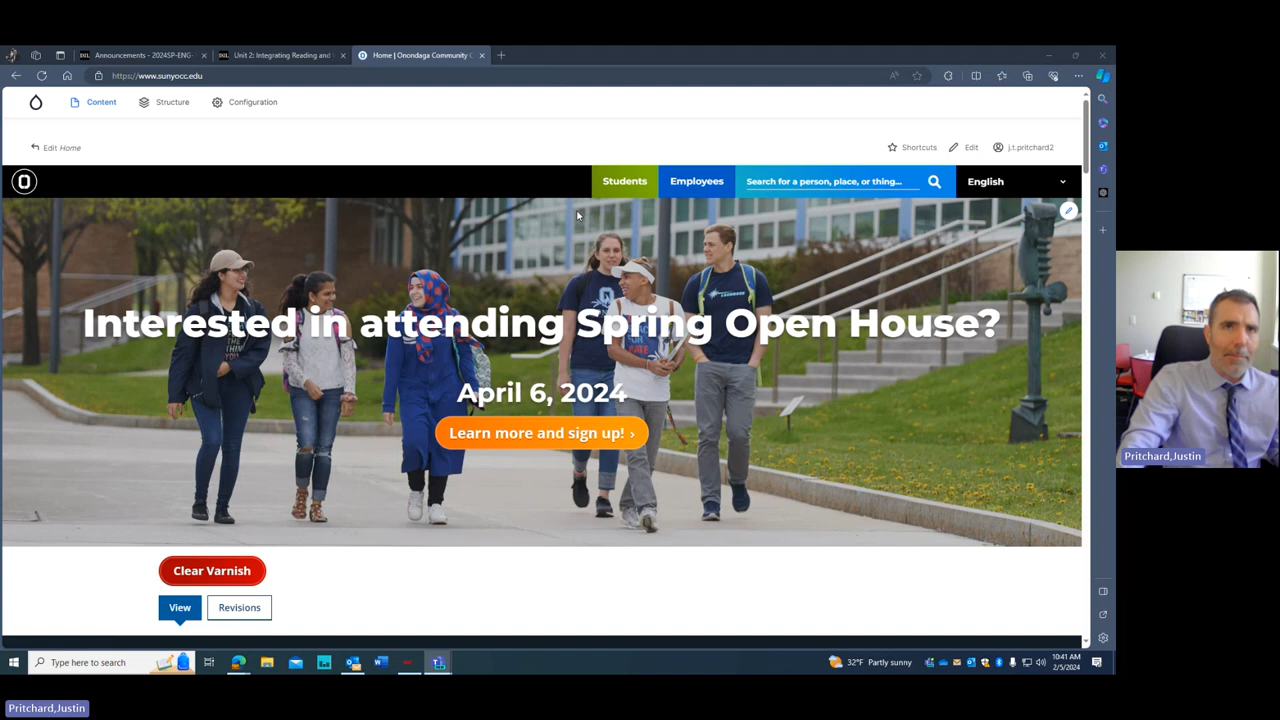 Announcements - 2024SP-ENG-
Unit 2: Integrating Reading and
Home | Onondaga Community C
https://www.sunyocc.edu
Content
Structure
Configuration
Edit Home
Shortcuts
Edit
j.t.pritchard2
Students
Employees
Search for a person, place, or thing...
English
Interested in attending Spring Open House?
April 6, 2024
Learn more and sign up! ›
Pritchard,Justin
Clear Varnish
View
Revisions
Type here to search
32°F Partly sunny
10:41 AM
2/5/2024
Pritchard,Justin